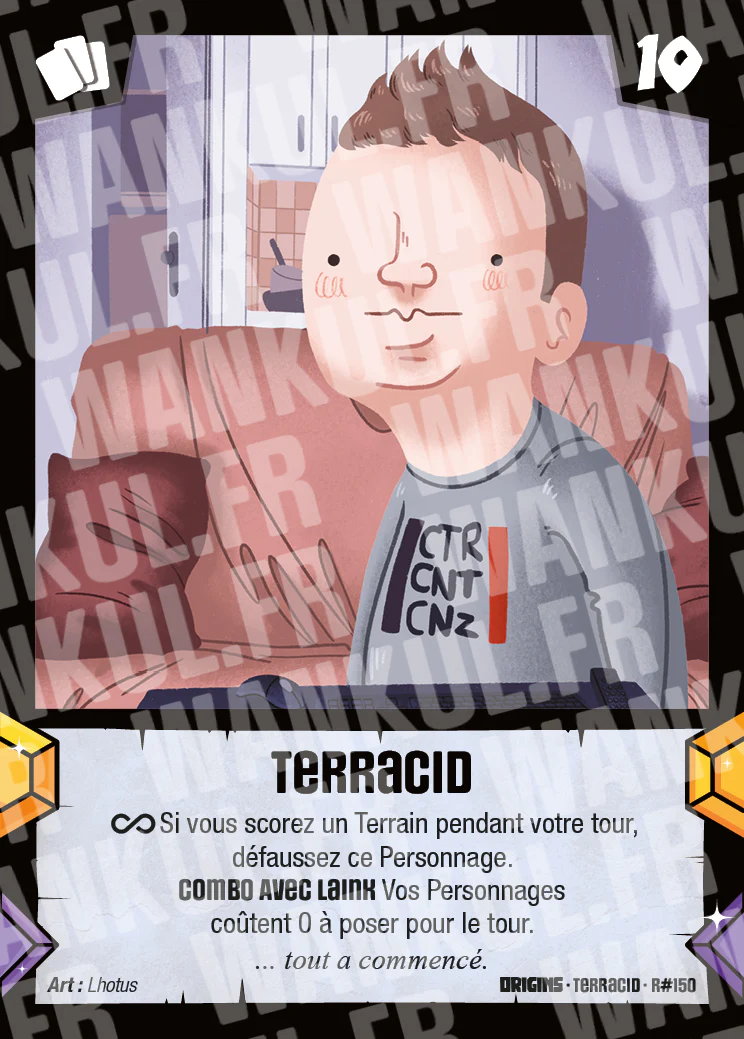 10
CTR
CNT
CNZ
TERRACID
∞ Si vous scorez un Terrain pendant votre tour,
défaussez ce Personnage.
COMBO AVEC LAINK Vos Personnages
coûtent 0 à poser pour le tour.
... tout a commencé.
Art : Lhotus
ORIGINS · TERRACID · R#150
WANKUL.FR